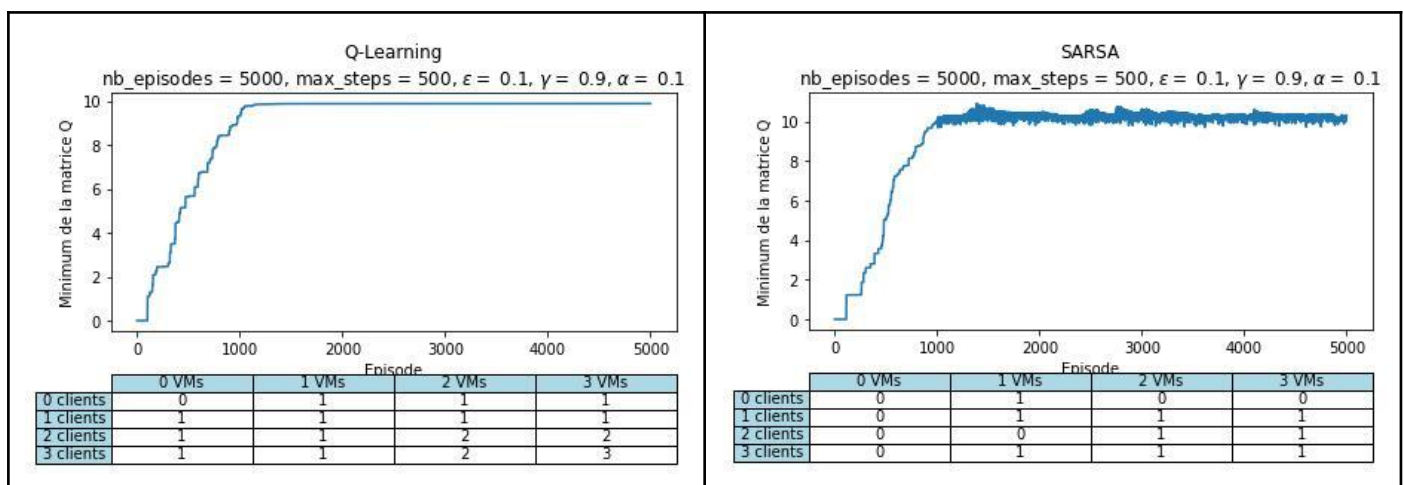 Q-Learning
nb_episodes = 5000, max_steps = 500, ε = 0.1, γ = 0.9, α = 0.1
Minimum de la matrice Q
10
8
6
4
2
0
0 1000 2000 3000 4000 5000
Episode
0 VMs 1 VMs 2 VMs 3 VMs
0 clients 0 1 1 1
1 clients 1 1 1 1
2 clients 1 1 2 2
3 clients 1 1 2 3
SARSA
nb_episodes = 5000, max_steps = 500, ε = 0.1, γ = 0.9, α = 0.1
Minimum de la matrice Q
10
8
6
4
2
0
0 1000 2000 3000 4000 5000
Episode
0 VMs 1 VMs 2 VMs 3 VMs
0 clients 0 1 0 0
1 clients 0 1 1 1
2 clients 0 0 1 1
3 clients 0 1 1 1